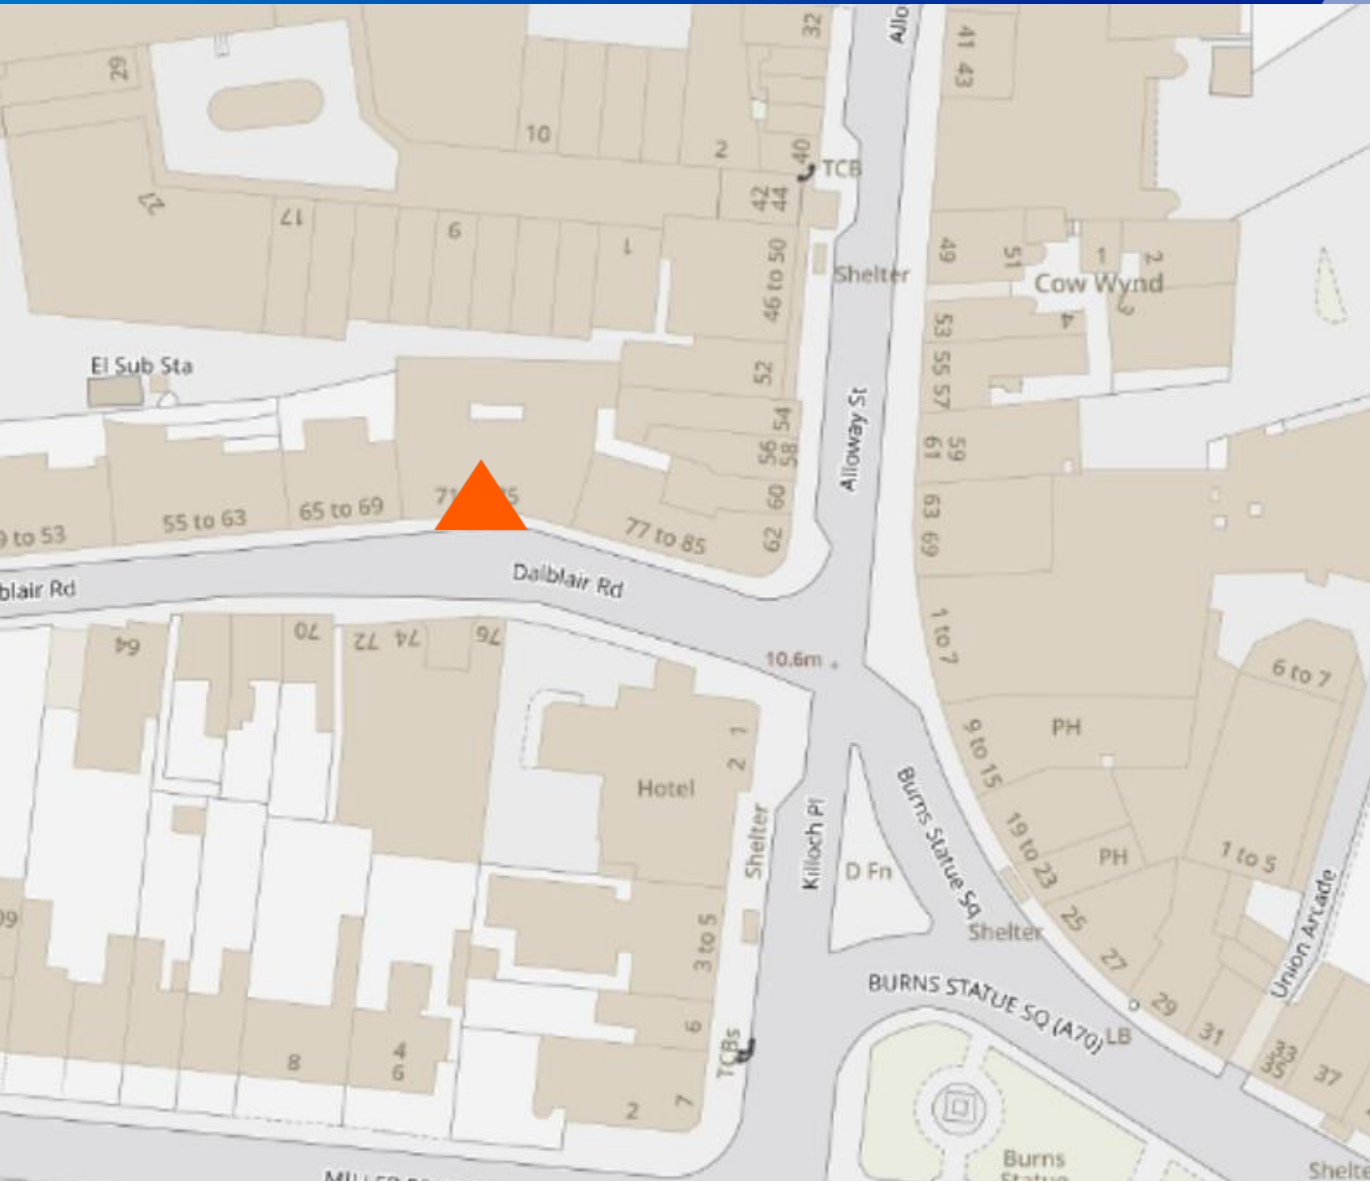 32
Allo
41
43
29
10
2
40
TCB
42
44
27
17
9
1
46 to 50
49
51
1
2
Shelter
Cow Wynd
3
4
53
El Sub Sta
52
55
57
54
Alloway St
56
58
59
61
60
65 to 69
55 to 63
9 to 53
77 to 85
62
63
69
blair Rd
Dalblair Rd
1 to 7
64
70
72
74
76
10.6m
6 to 7
1
PH
2
9 to 15
Hotel
Killoch Pl
Burns Statue Sq
Shelter
19 to 23
PH
1 to 5
D Fn
25
Shelter
Union Arcade
3 to 5
27
BURNS STATUE SQ (A70)
29
6
LB
31
TCBs
33
35
37
8
4
6
2
7
Burns
Statue
Shelte